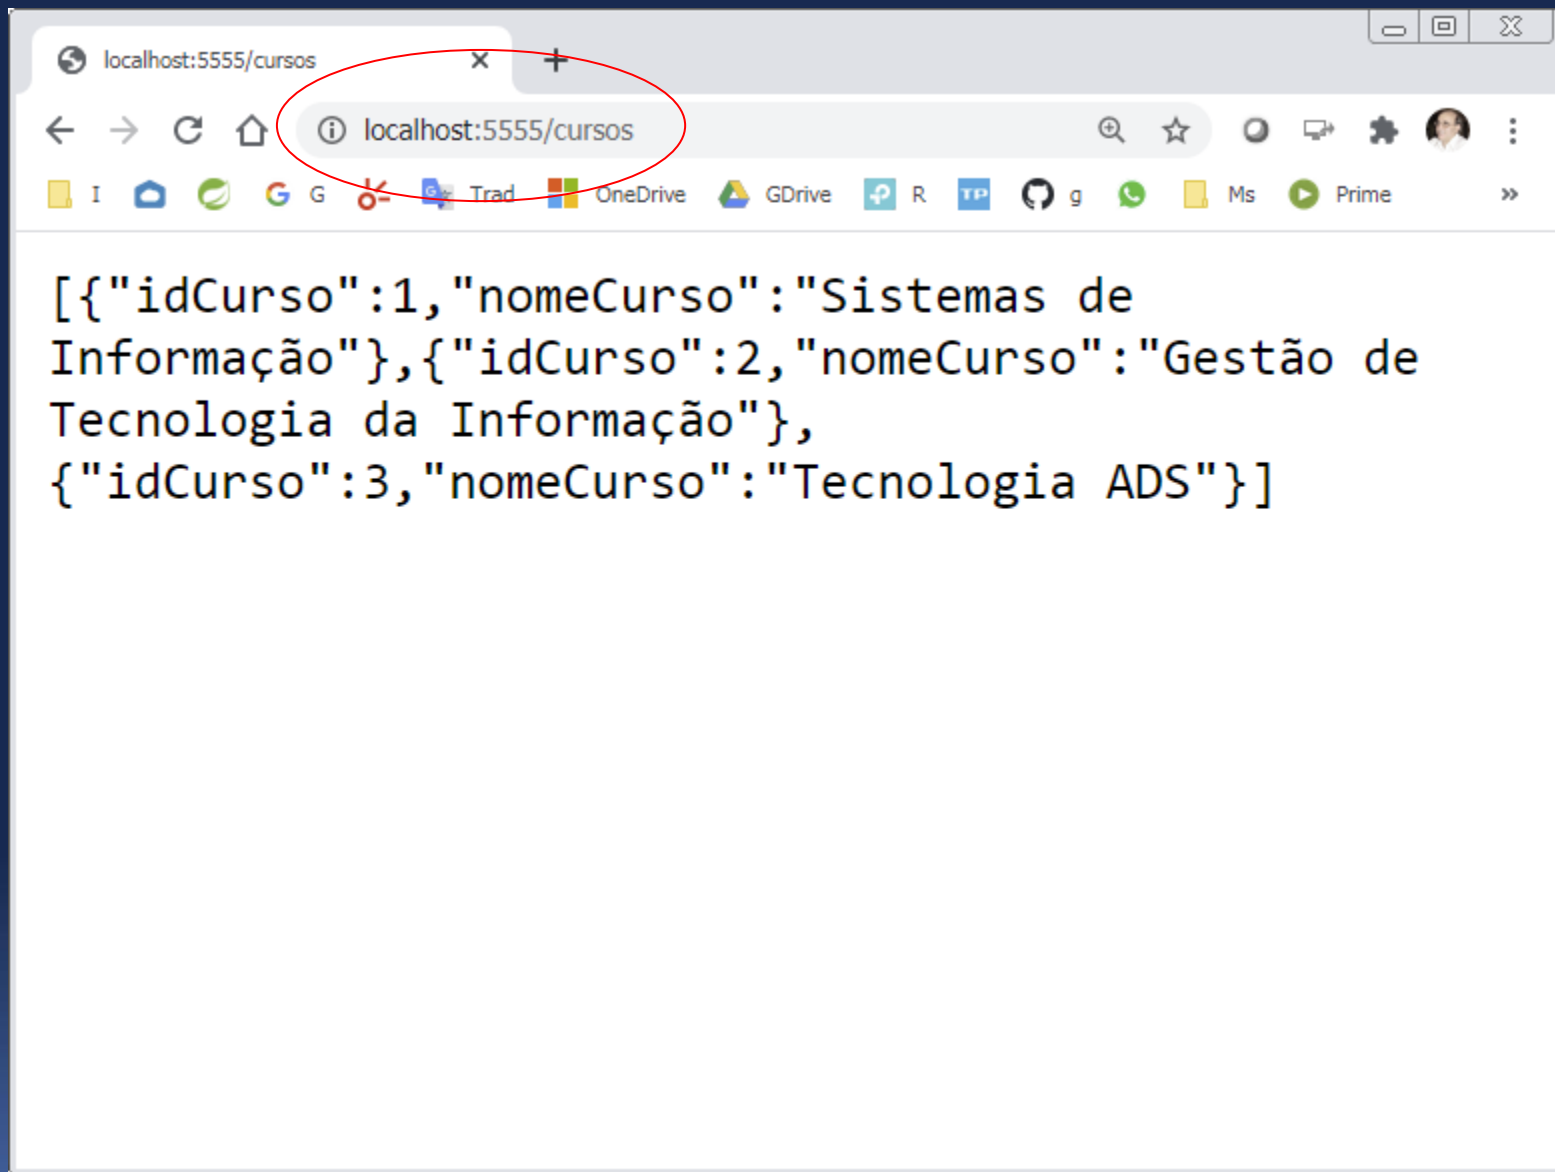 localhost:5555/cursos
localhost:5555/cursos
I G Trad OneDrive GDrive R TP g Ms Prime
[{"idCurso":1,"nomeCurso":"Sistemas de
Informação"},{"idCurso":2,"nomeCurso":"Gestão de
Tecnologia da Informação"},
{"idCurso":3,"nomeCurso":"Tecnologia ADS"}]